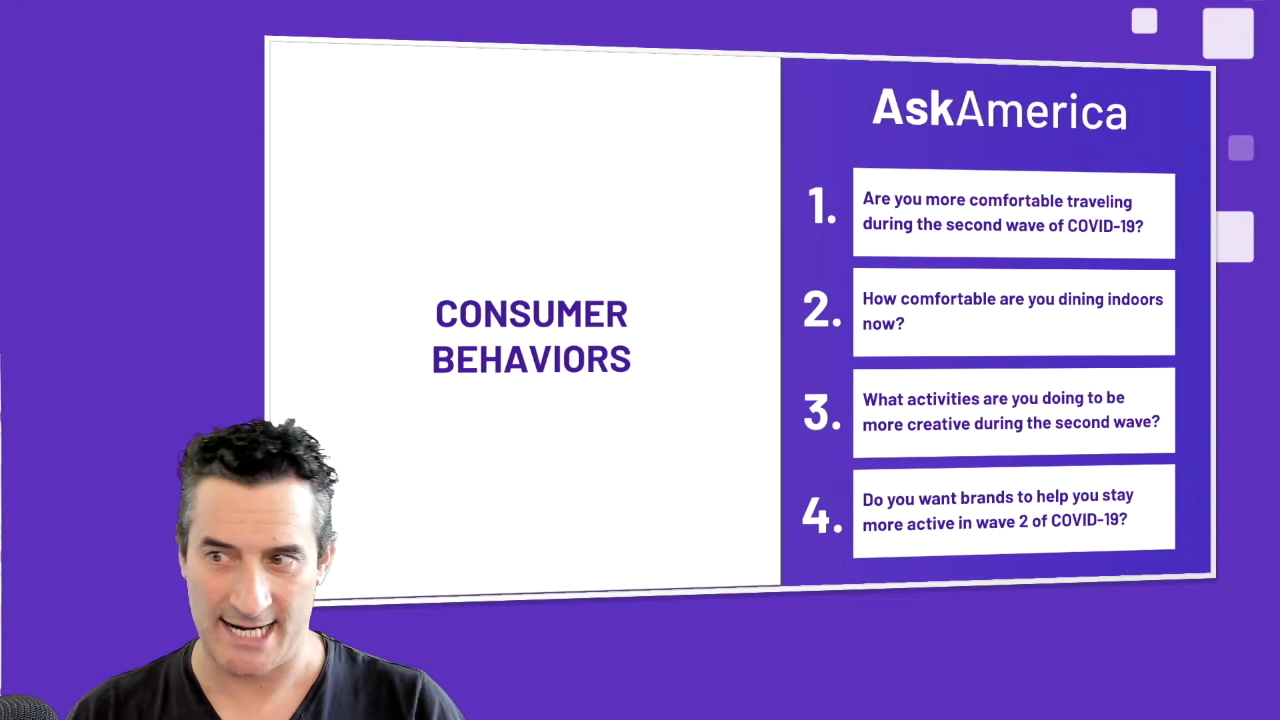 CONSUMER
BEHAVIORS
AskAmerica
1.
Are you more comfortable traveling
during the second wave of COVID-19?
2.
How comfortable are you dining indoors
now?
3.
What activities are you doing to be
more creative during the second wave?
4.
Do you want brands to help you stay
more active in wave 2 of COVID-19?